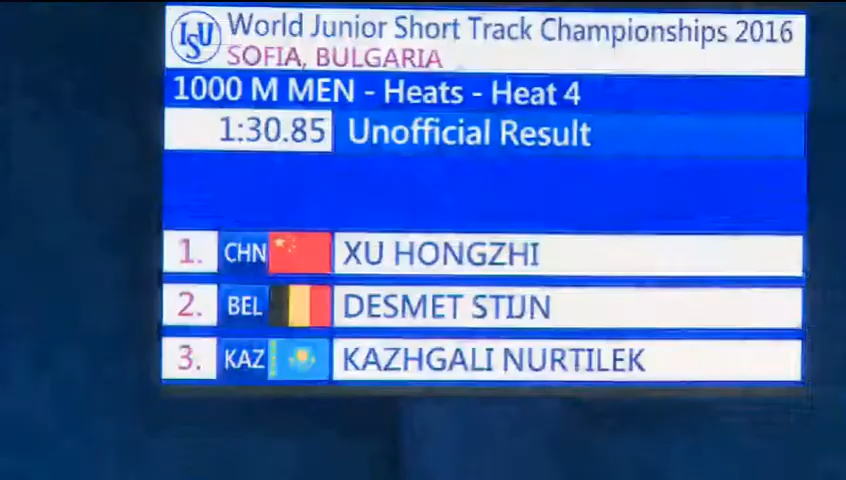 ISU
World Junior Short Track Championships 2016
SOFIA, BULGARIA
1000 M MEN - Heats - Heat 4
1:30.85 Unofficial Result
1. CHN XU HONGZHI
2. BEL DESMET STIJN
3. KAZ KAZHGALI NURTILEK